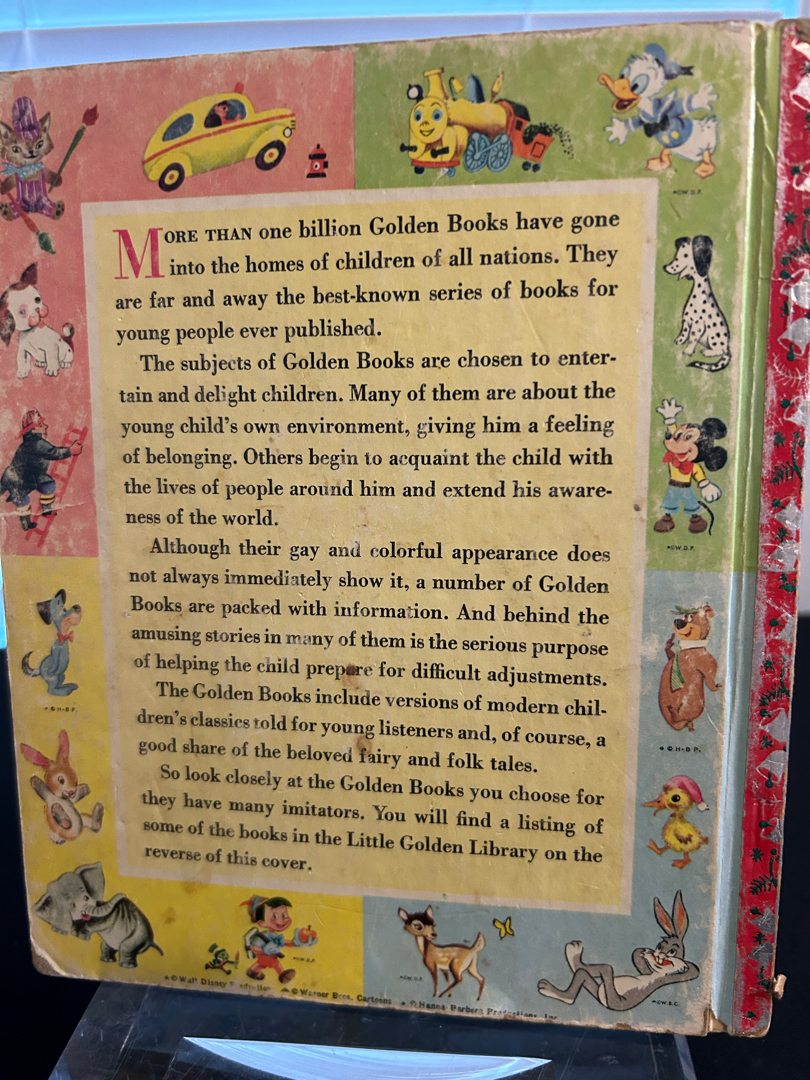 *©W.D.P.
MORE THAN one billion Golden Books have gone
into the homes of children of all nations. They
are far and away the best-known series of books for
young people ever published.
The subjects of Golden Books are chosen to enter-
tain and delight children. Many of them are about the
young child's own environment, giving him a feeling
of belonging. Others begin to acquaint the child with
the lives of people around him and extend his aware-
ness of the world.
*©W.D.P.
Although their gay and colorful appearance does
not always immediately show it, a number of Golden
Books are packed with information. And behind the
amusing stories in many of them is the serious purpose
of helping the child prepare for difficult adjustments.
*©H-B P.
The Golden Books include versions of modern chil-
dren's classics told for young listeners and, of course, a
good share of the beloved fairy and folk tales.
*©H-B P.
So look closely at the Golden Books you choose for
they have many imitators. You will find a listing of
some of the books in the Little Golden Library on the
reverse of this cover.
*©W.D.P.
*©W.D.P.
*©W.B.C.
*©Walt Disney Productions *©Warner Bros. Cartoons *©Hanna Barbera Productions, Inc.